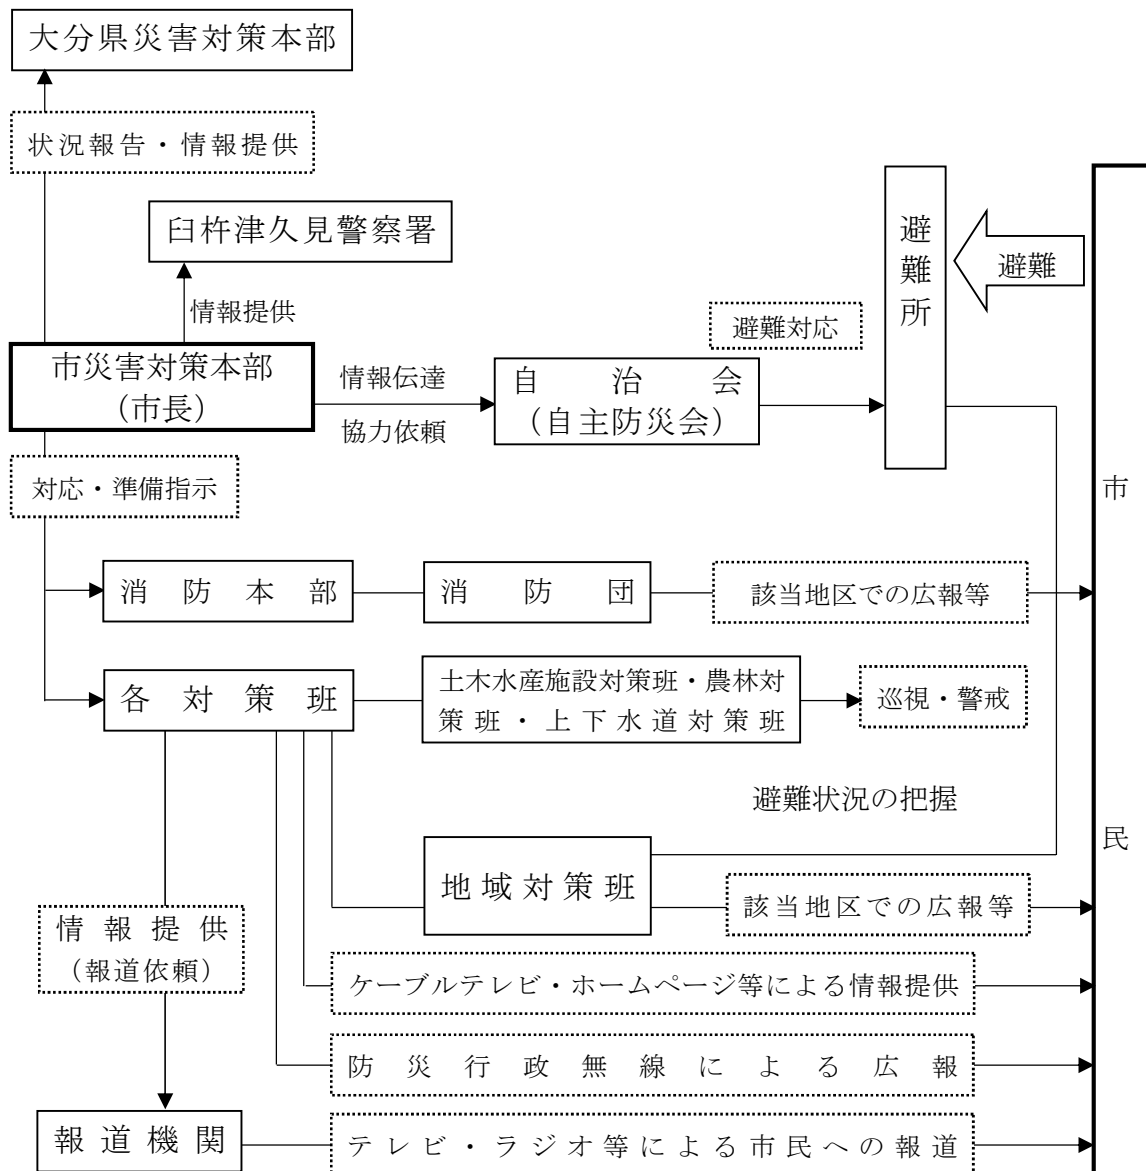 大分県災害対策本部
状況報告・情報提供
臼杵津久見警察署
情報提供
避難所
避難
避難対応
市災害対策本部
（市長）
情報伝達
協力依頼
自治会
（自主防災会）
対応・準備指示
市民
消防本部
消防団
該当地区での広報等
各対策班
土木水産施設対策班・農林対
策班・上下水道対策班
巡視・警戒
避難状況の把握
地域対策班
該当地区での広報等
情報提供
（報道依頼）
ケーブルテレビ・ホームページ等による情報提供
防災行政無線による広報
報道機関
テレビ・ラジオ等による市民への報道